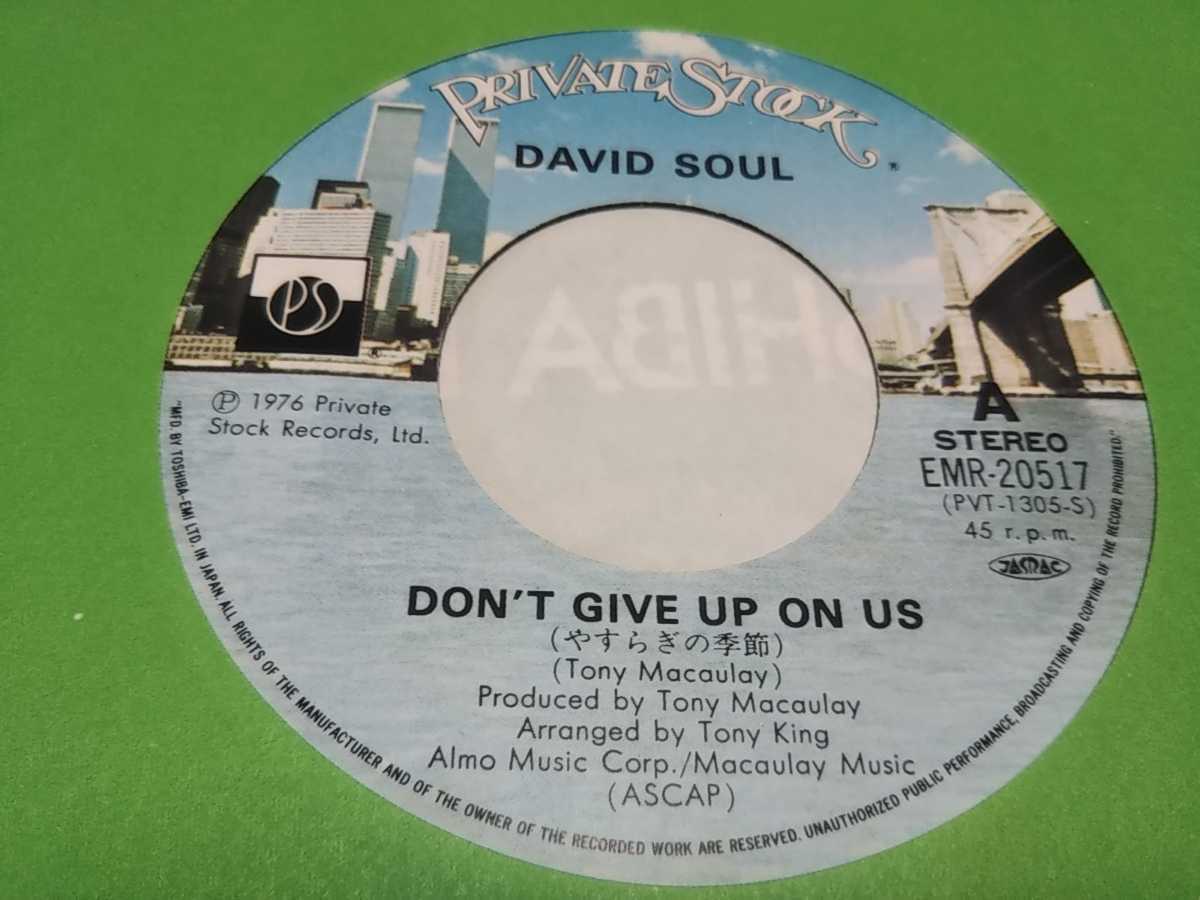 PRIVATE STOCK ®
DAVID SOUL
PS ®
Ⓟ 1976 Private
Stock Records, Ltd.
A
STEREO
EMR-20517
(PVT-1305-S)
45 r.p.m.
JASRAC
DON'T GIVE UP ON US
(やすらぎの季節)
(Tony Macaulay)
Produced by Tony Macaulay
Arranged by Tony King
Almo Music Corp./Macaulay Music
(ASCAP)
"MFD. BY TOSHIBA-EMI LTD. IN JAPAN. ALL RIGHTS OF THE MANUFACTURER AND OF THE OWNER OF THE RECORDED WORK ARE RESERVED. UNAUTHORIZED PUBLIC PERFORMANCE, BROADCASTING AND COPYING OF THE RECORD PROHIBITED."